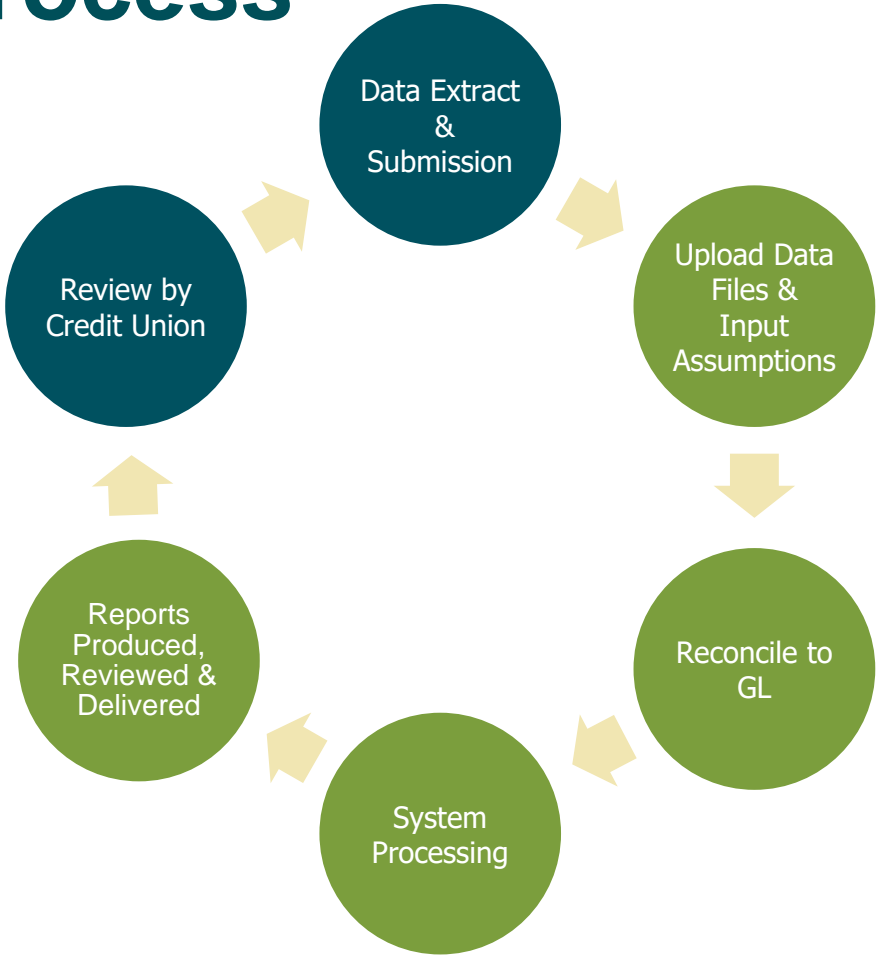 rocess
Data Extract
&
Submission
Upload Data
Files &
Input
Assumptions
Reconcile to
GL
System
Processing
Reports
Produced,
Reviewed &
Delivered
Review by
Credit Union